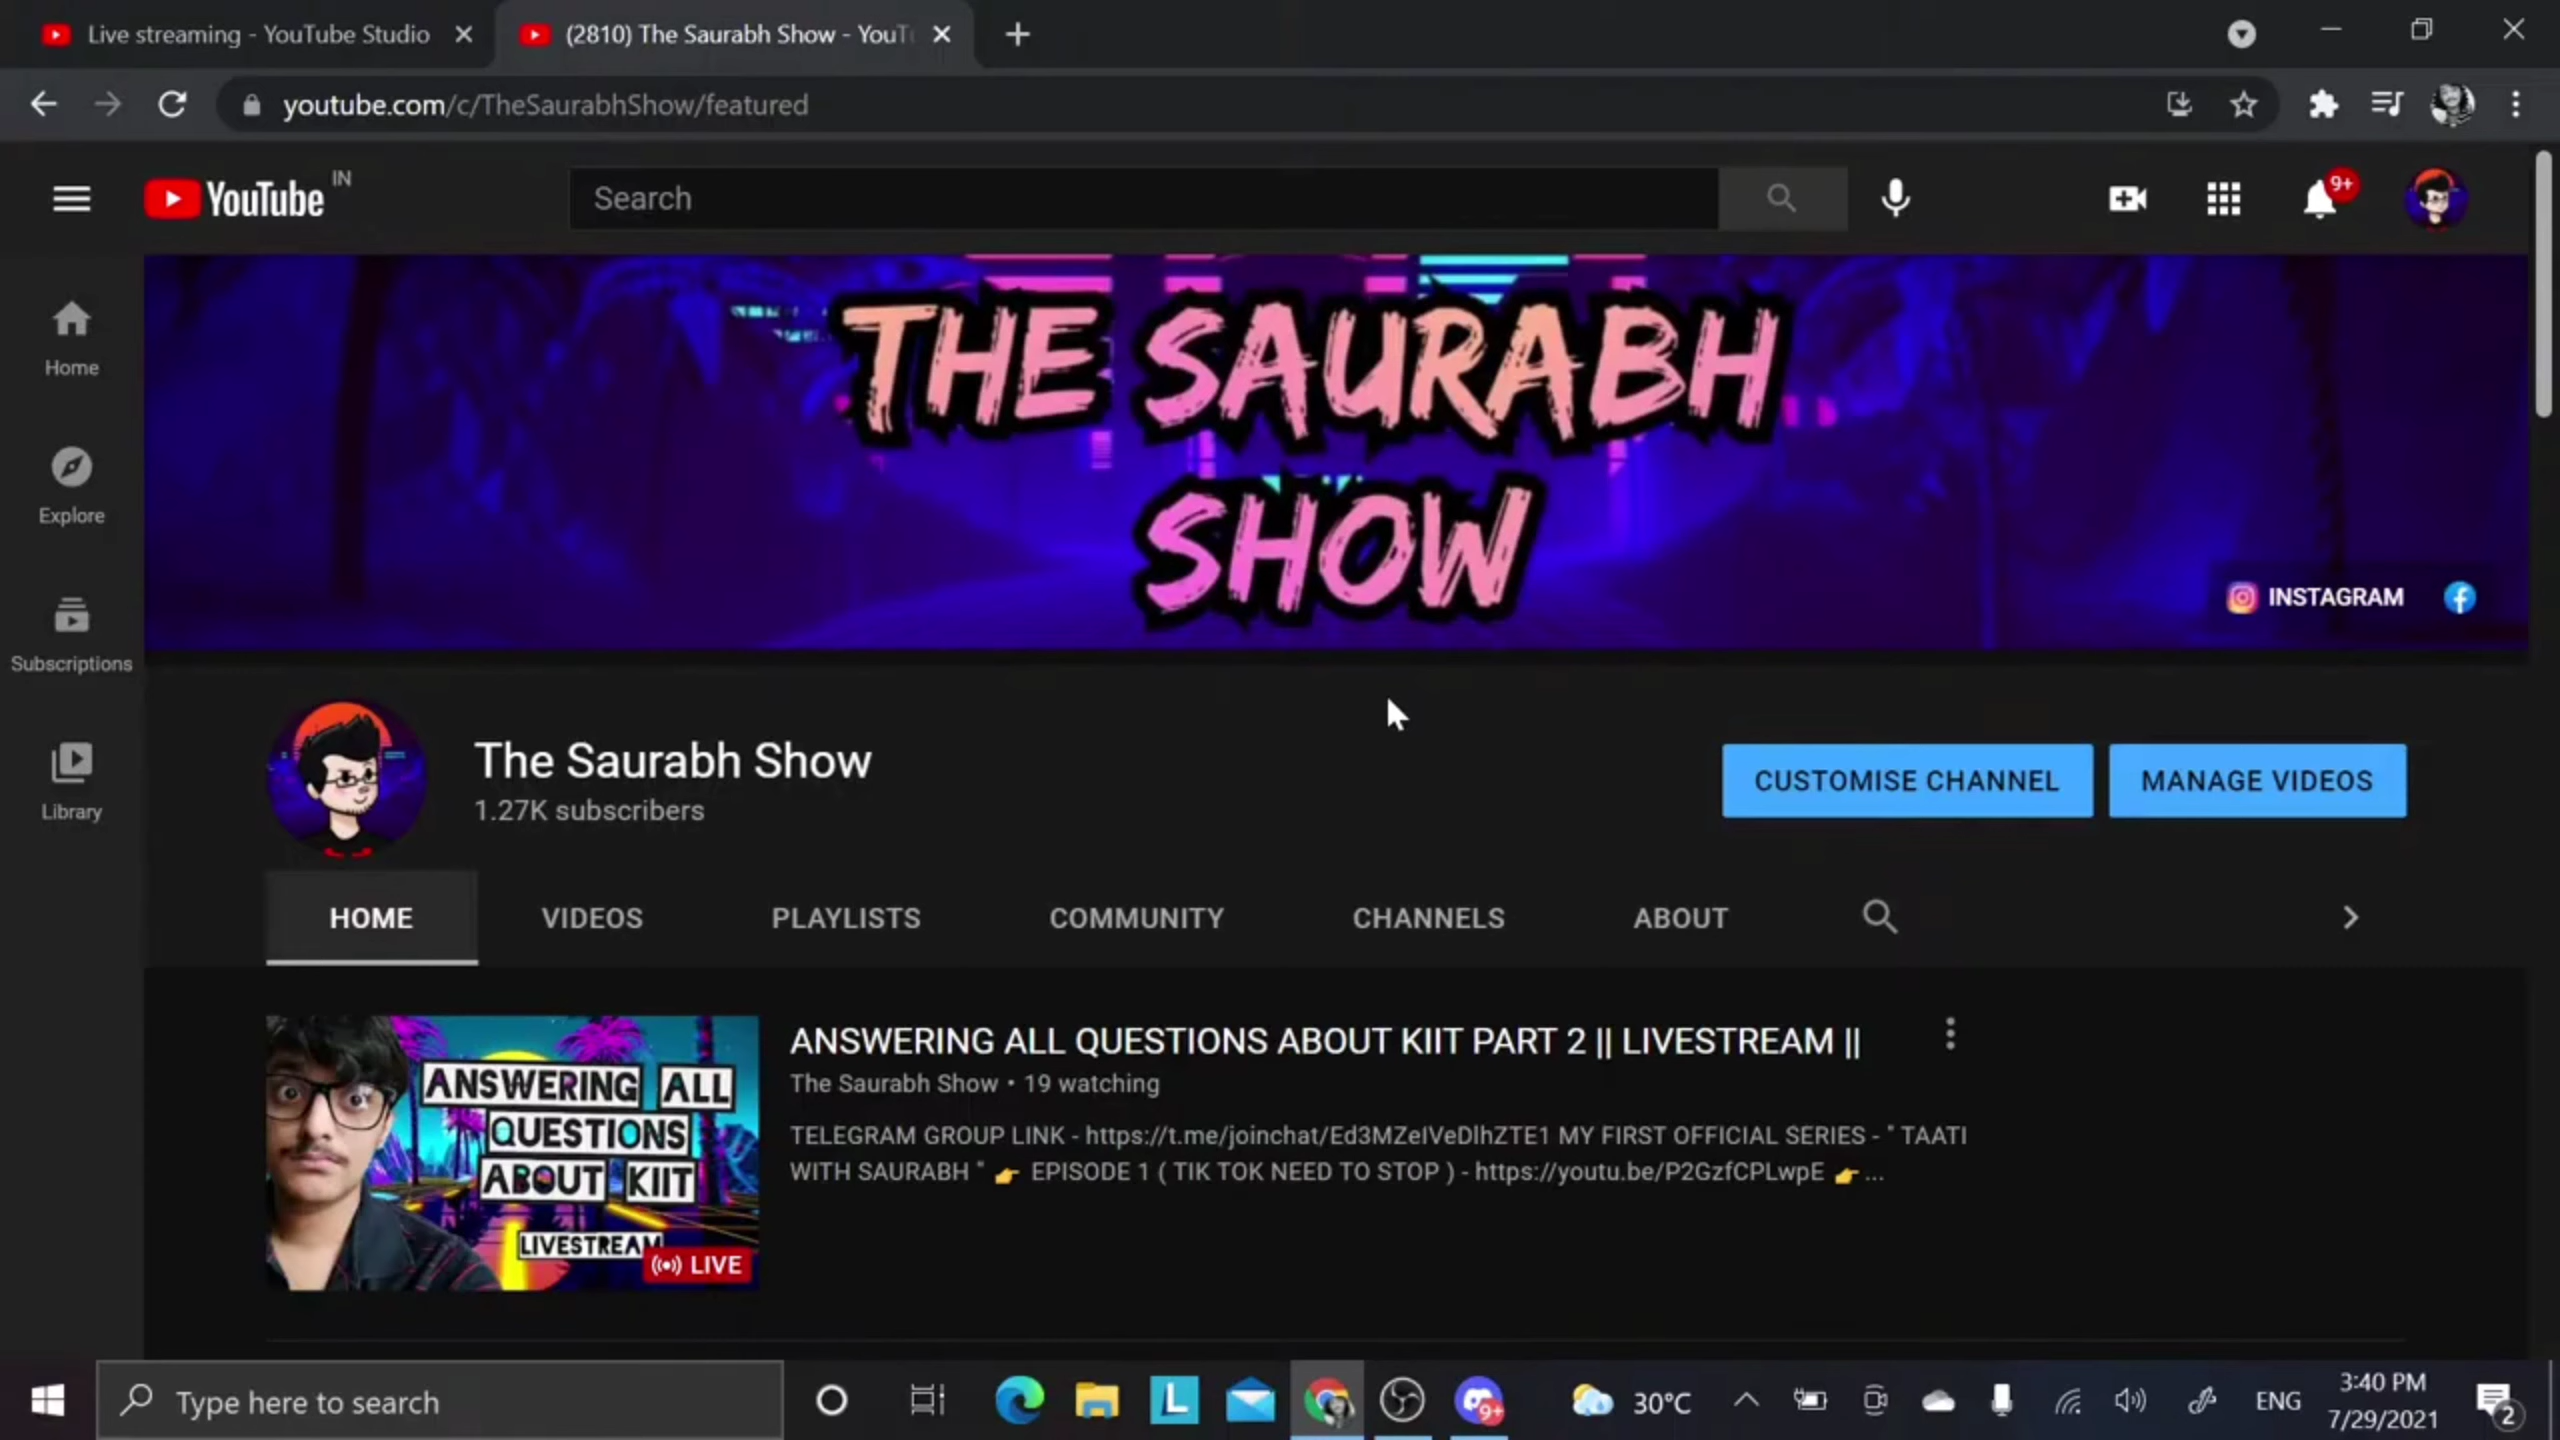 Live streaming - YouTube Studio
(2810) The Saurabh Show - YouT
youtube.com/c/TheSaurabhShow/featured
YouTube IN
Search
9+
THE SAURABH
SHOW
INSTAGRAM
Home
Explore
Subscriptions
Library
The Saurabh Show
1.27K subscribers
CUSTOMISE CHANNEL
MANAGE VIDEOS
HOME VIDEOS PLAYLISTS COMMUNITY CHANNELS ABOUT
ANSWERING ALL
QUESTIONS
ABOUT KIIT
LIVESTREAM
LIVE
ANSWERING ALL QUESTIONS ABOUT KIIT PART 2 || LIVESTREAM ||
The Saurabh Show • 19 watching
TELEGRAM GROUP LINK - https://t.me/joinchat/Ed3MZeIVeDlhZTE1 MY FIRST OFFICIAL SERIES - " TAATI
WITH SAURABH " 👉 EPISODE 1 ( TIK TOK NEED TO STOP ) - https://youtu.be/P2GzfCPLwpE 👉 ...
Type here to search
L
9+
30°C
ENG
3:40 PM
7/29/2021
2